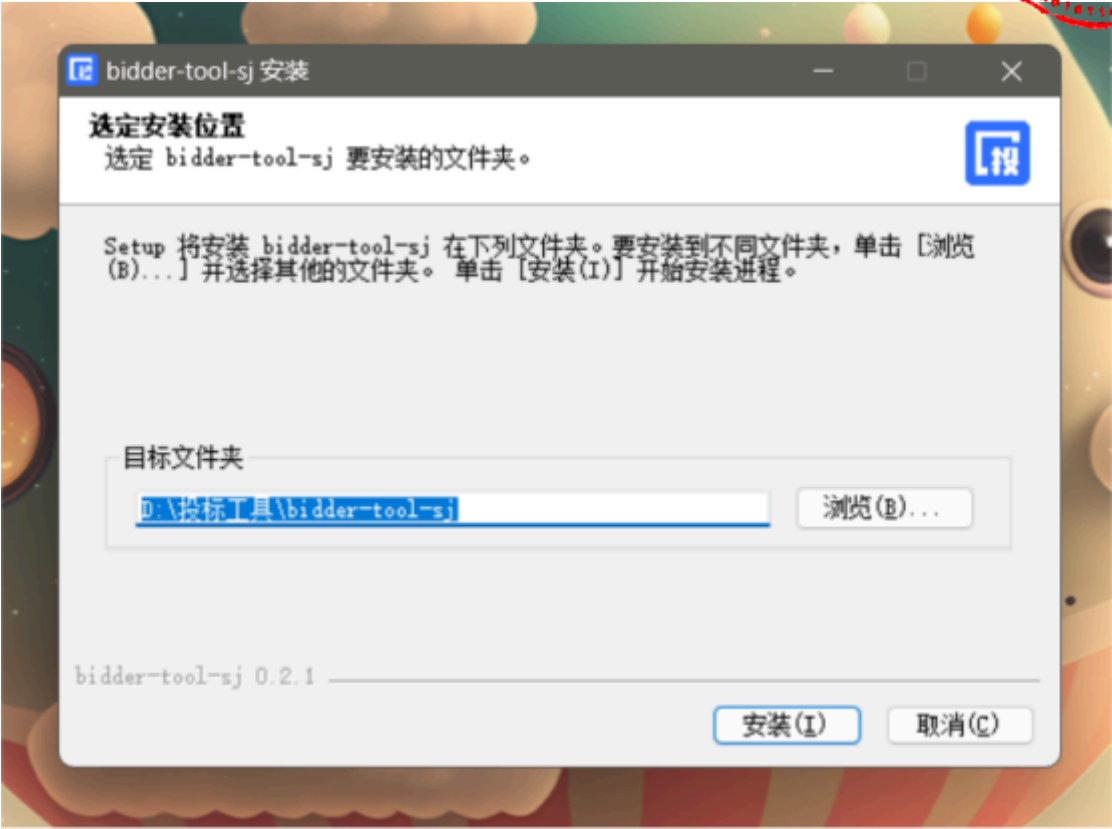 bidder-tool-sj 安装
选定安装位置
选定 bidder-tool-sj 要安装的文件夹。
投
Setup 将安装 bidder-tool-sj 在下列文件夹。要安装到不同文件夹，单击 [浏览
(B)...] 并选择其他的文件夹。 单击 [安装(I)] 开始安装进程。
目标文件夹
D:\投标工具\bidder-tool-sj
浏览(B)...
bidder-tool-sj 0.2.1
安装(I)
取消(C)